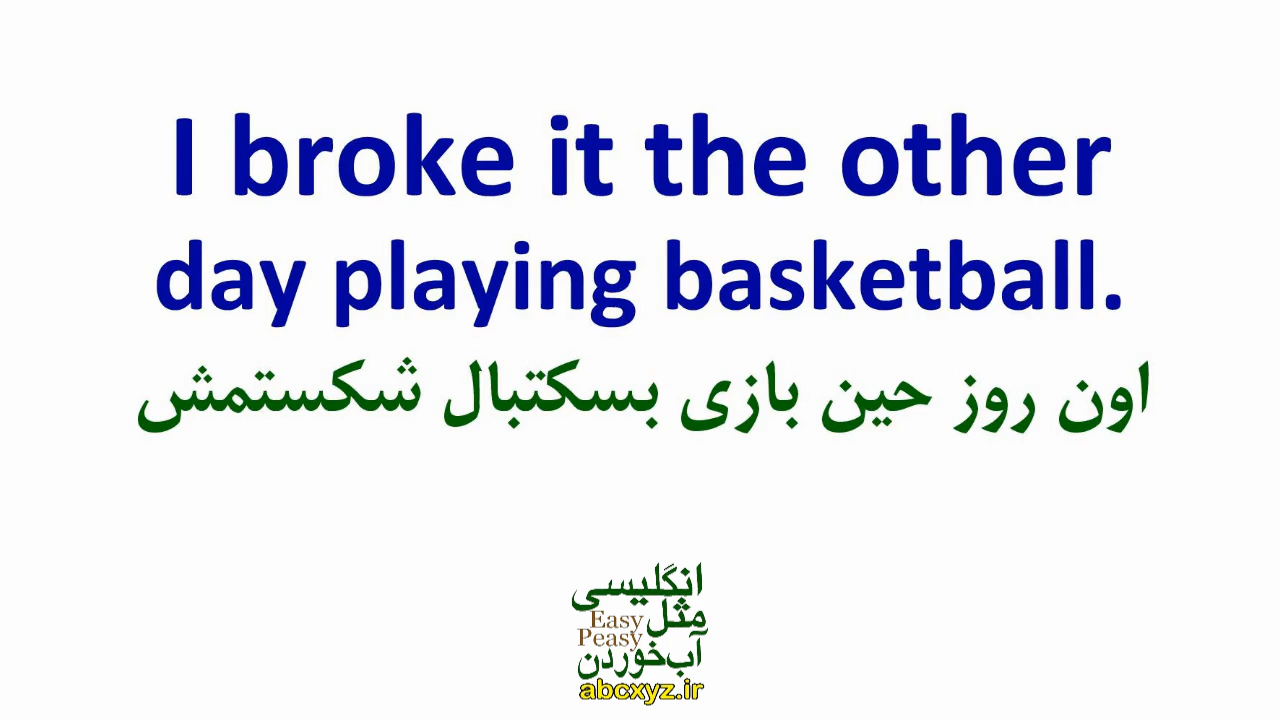 I broke it the other
day playing basketball.
اون روز حین بازی بسکتبال شکستمش
انگلیسی
مثل
Easy
Peasy
آب‌خوردن
abcxyz.ir